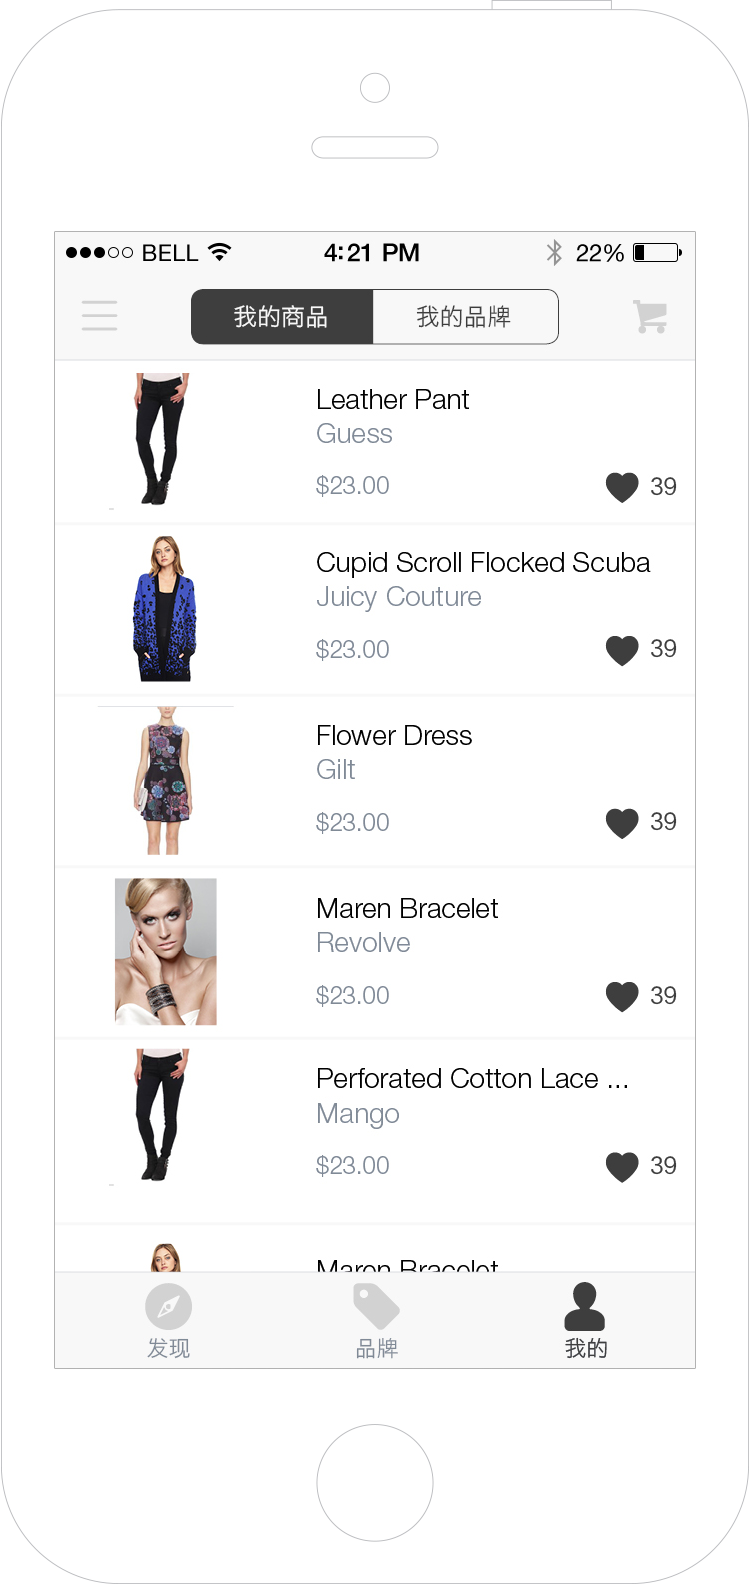 BELL 4:21 PM 22%
我的商品 我的品牌
Leather Pant
Guess
$23.00 39
Cupid Scroll Flocked Scuba
Juicy Couture
$23.00 39
Flower Dress
Gilt
$23.00 39
Maren Bracelet
Revolve
$23.00 39
Perforated Cotton Lace ...
Mango
$23.00 39
Maren Bracelet
发现 品牌 我的